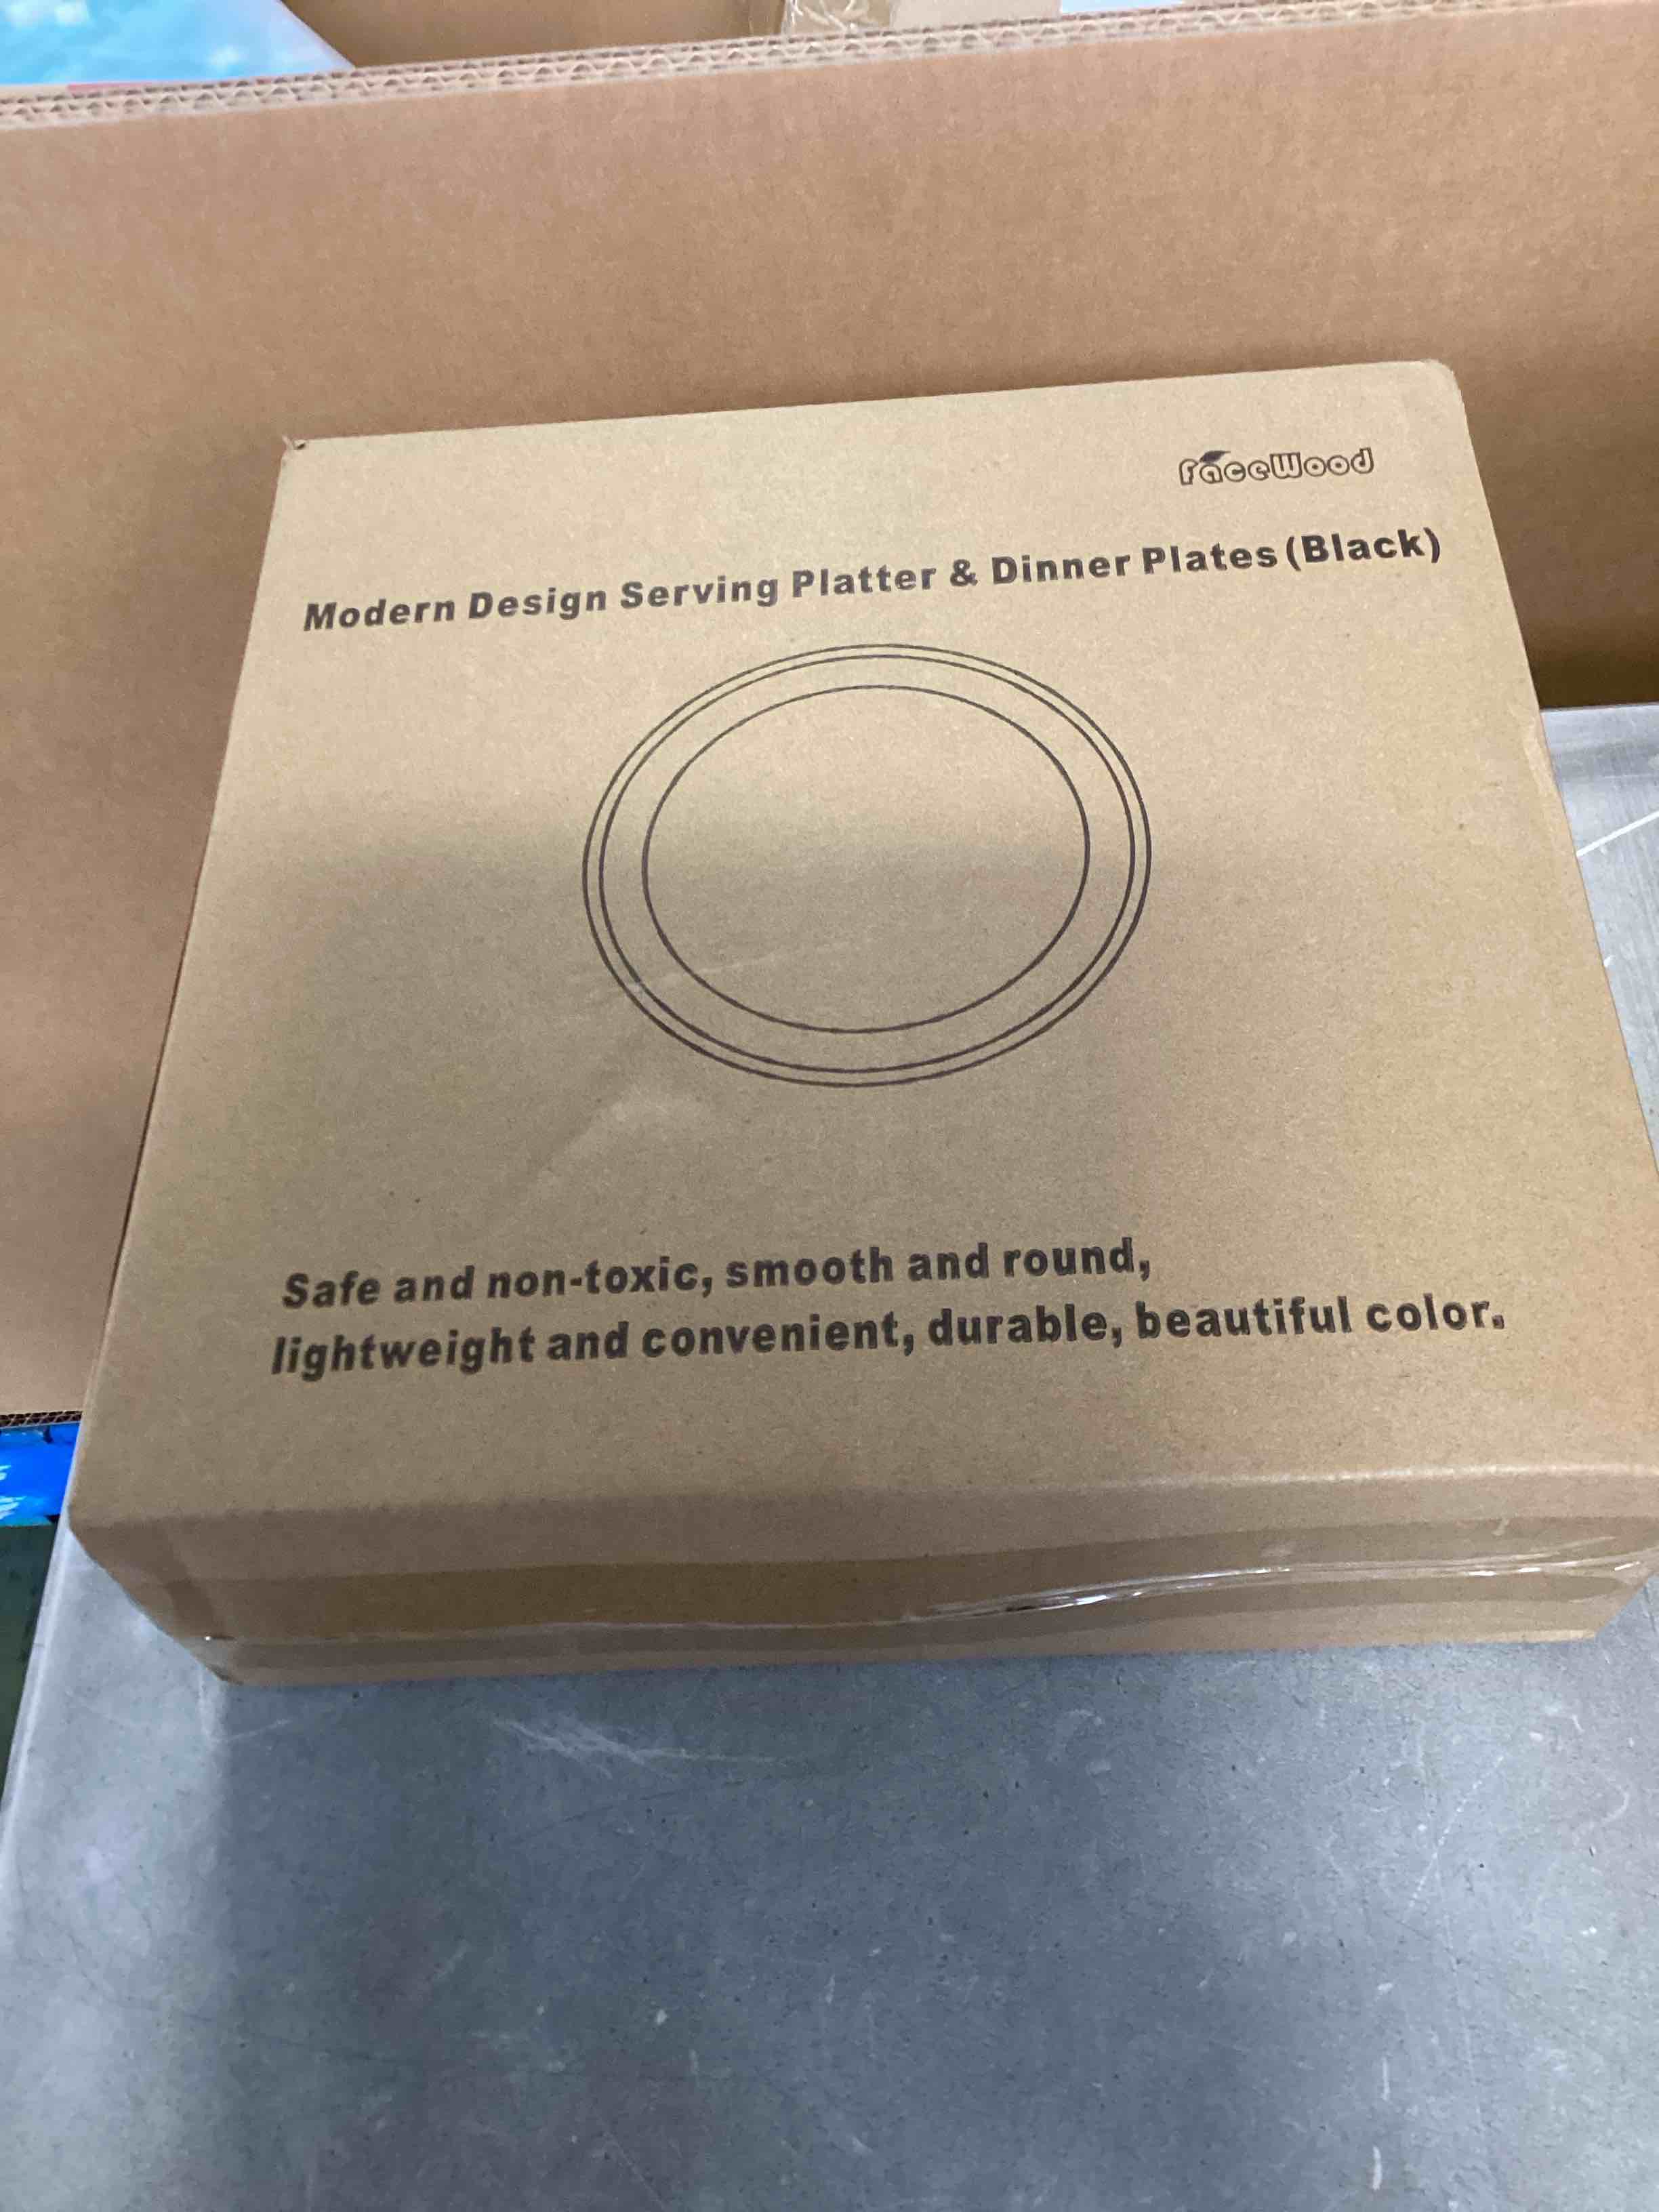 FaceWood
Modern Design Serving Platter & Dinner Plates (Black)
Safe and non-toxic, smooth and round,
lightweight and convenient, durable, beautiful color.